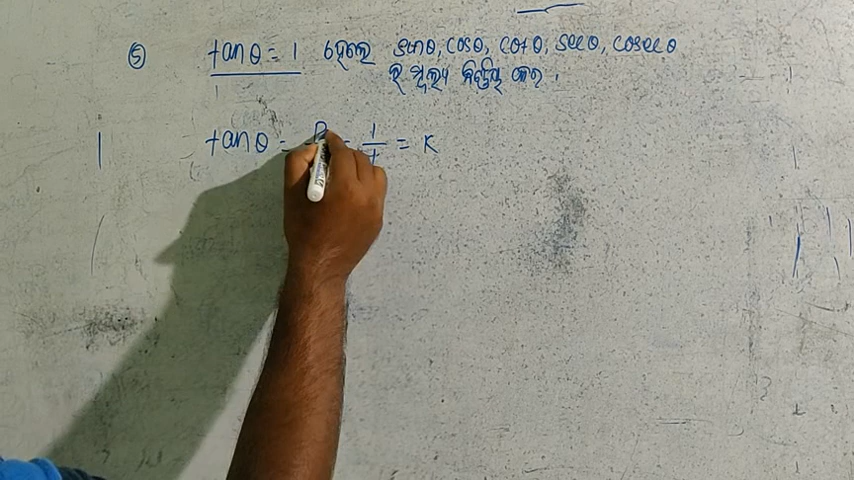 ⑤ tanθ = 1 ହେଲେ sinθ, cosθ, cotθ, secθ, cosecθ
ର ମୂଲ୍ୟ ନିର୍ଣ୍ଣୟ କର .
tanθ = P = 1/1 = K